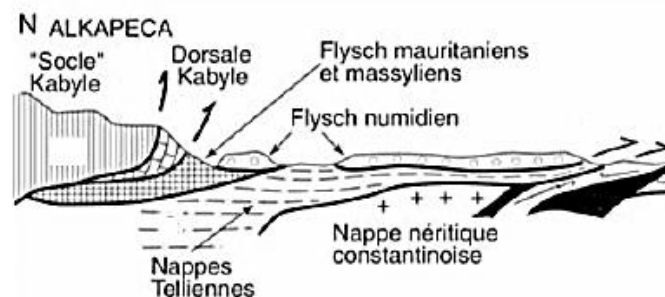 N ALKAPECA
"Socle"
Kabyle
Dorsale
Kabyle
Flysch mauritaniens
et massyliens
Flysch numidien
Nappe néritique
constantinoise
Nappes
Telliennes